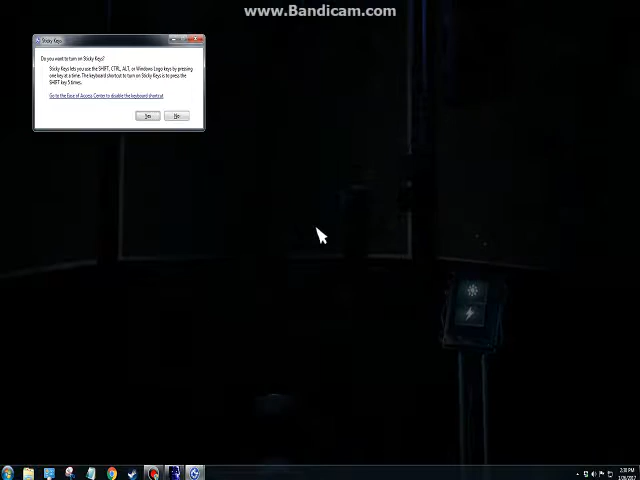 www.Bandicam.com
Sticky Keys
Do you want to turn on Sticky Keys?
Sticky Keys lets you use the SHIFT, CTRL, ALT, or Windows Logo keys by pressing
one key at a time. The keyboard shortcut to turn on Sticky Keys is to press the
SHIFT key 5 times.
Go to the Ease of Access Center to disable the keyboard shortcut
Yes No
2:30 PM